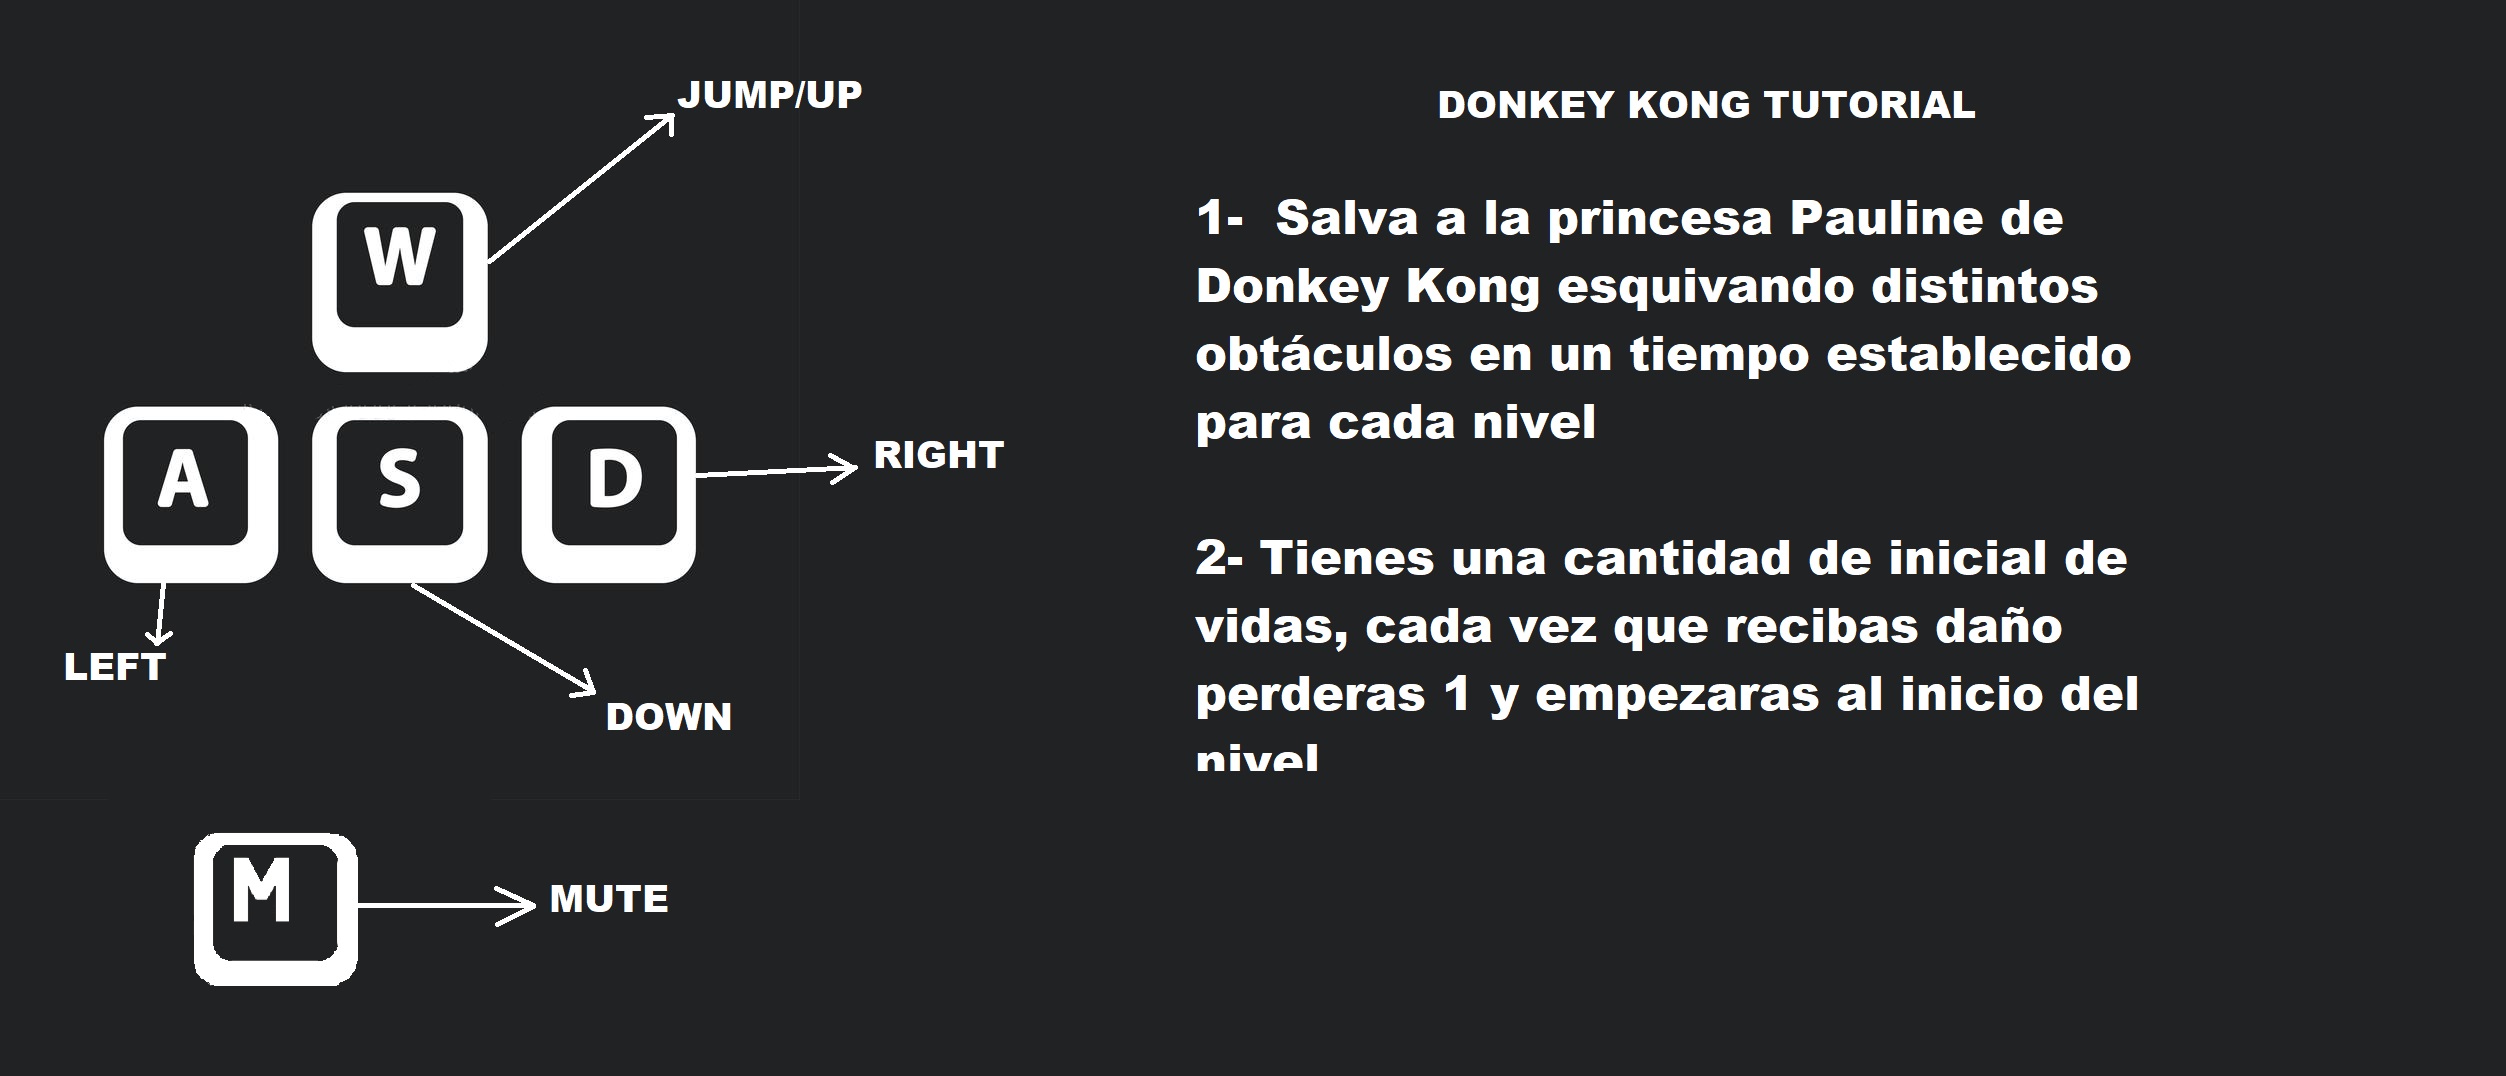 JUMP/UP
W
A
S
D
RIGHT
LEFT
DOWN
M
MUTE
DONKEY KONG TUTORIAL
1-  Salva a la princesa Pauline de
Donkey Kong esquivando distintos
obtáculos en un tiempo establecido
para cada nivel
2- Tienes una cantidad de inicial de
vidas, cada vez que recibas daño
perderas 1 y empezaras al inicio del
nivel